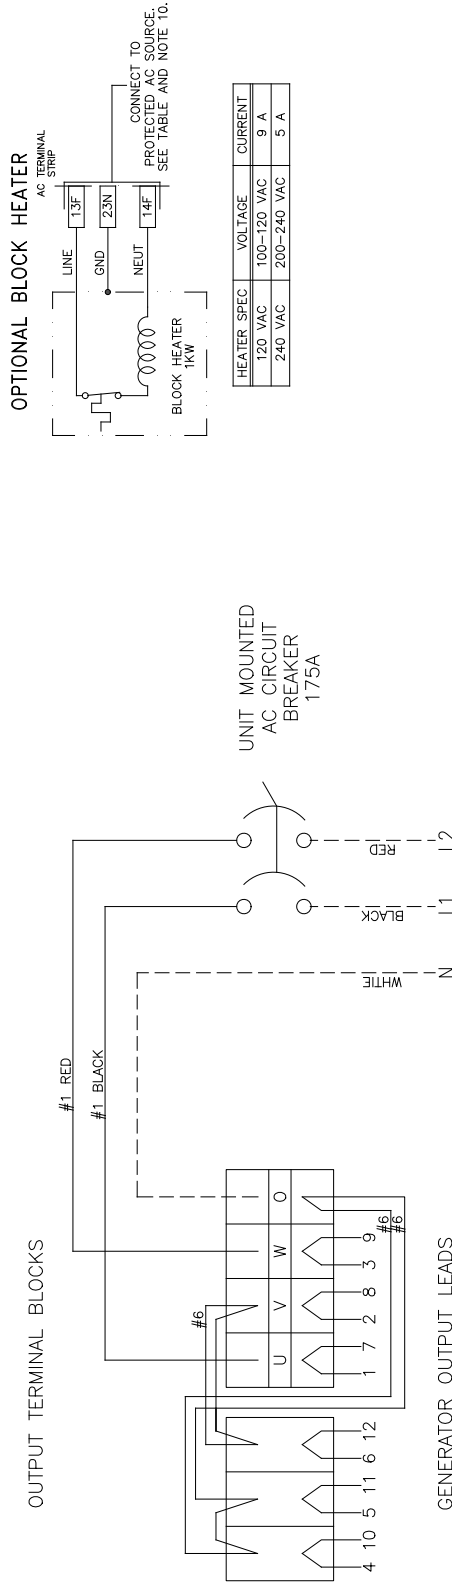 OPTIONAL BLOCK HEATER
AC TERMINAL
STRIP
LINE
13F
GND
23N
NEUT
14F
CONNECT TO
PROTECTED AC SOURCE.
SEE TABLE AND NOTE 10.
BLOCK HEATER
1KW
HEATER SPEC VOLTAGE CURRENT
120 VAC 100-120 VAC 9 A
240 VAC 200-240 VAC 5 A
OUTPUT TERMINAL BLOCKS
#1 RED
#1 BLACK
UNIT MOUNTED
AC CIRCUIT
BREAKER
175A
#6
U V W O
#6
#6
4 10 5 11 6 12 1 7 2 8 3 9
GENERATOR OUTPUT LEADS
WHTIE
BLACK
RED
N L1 L2